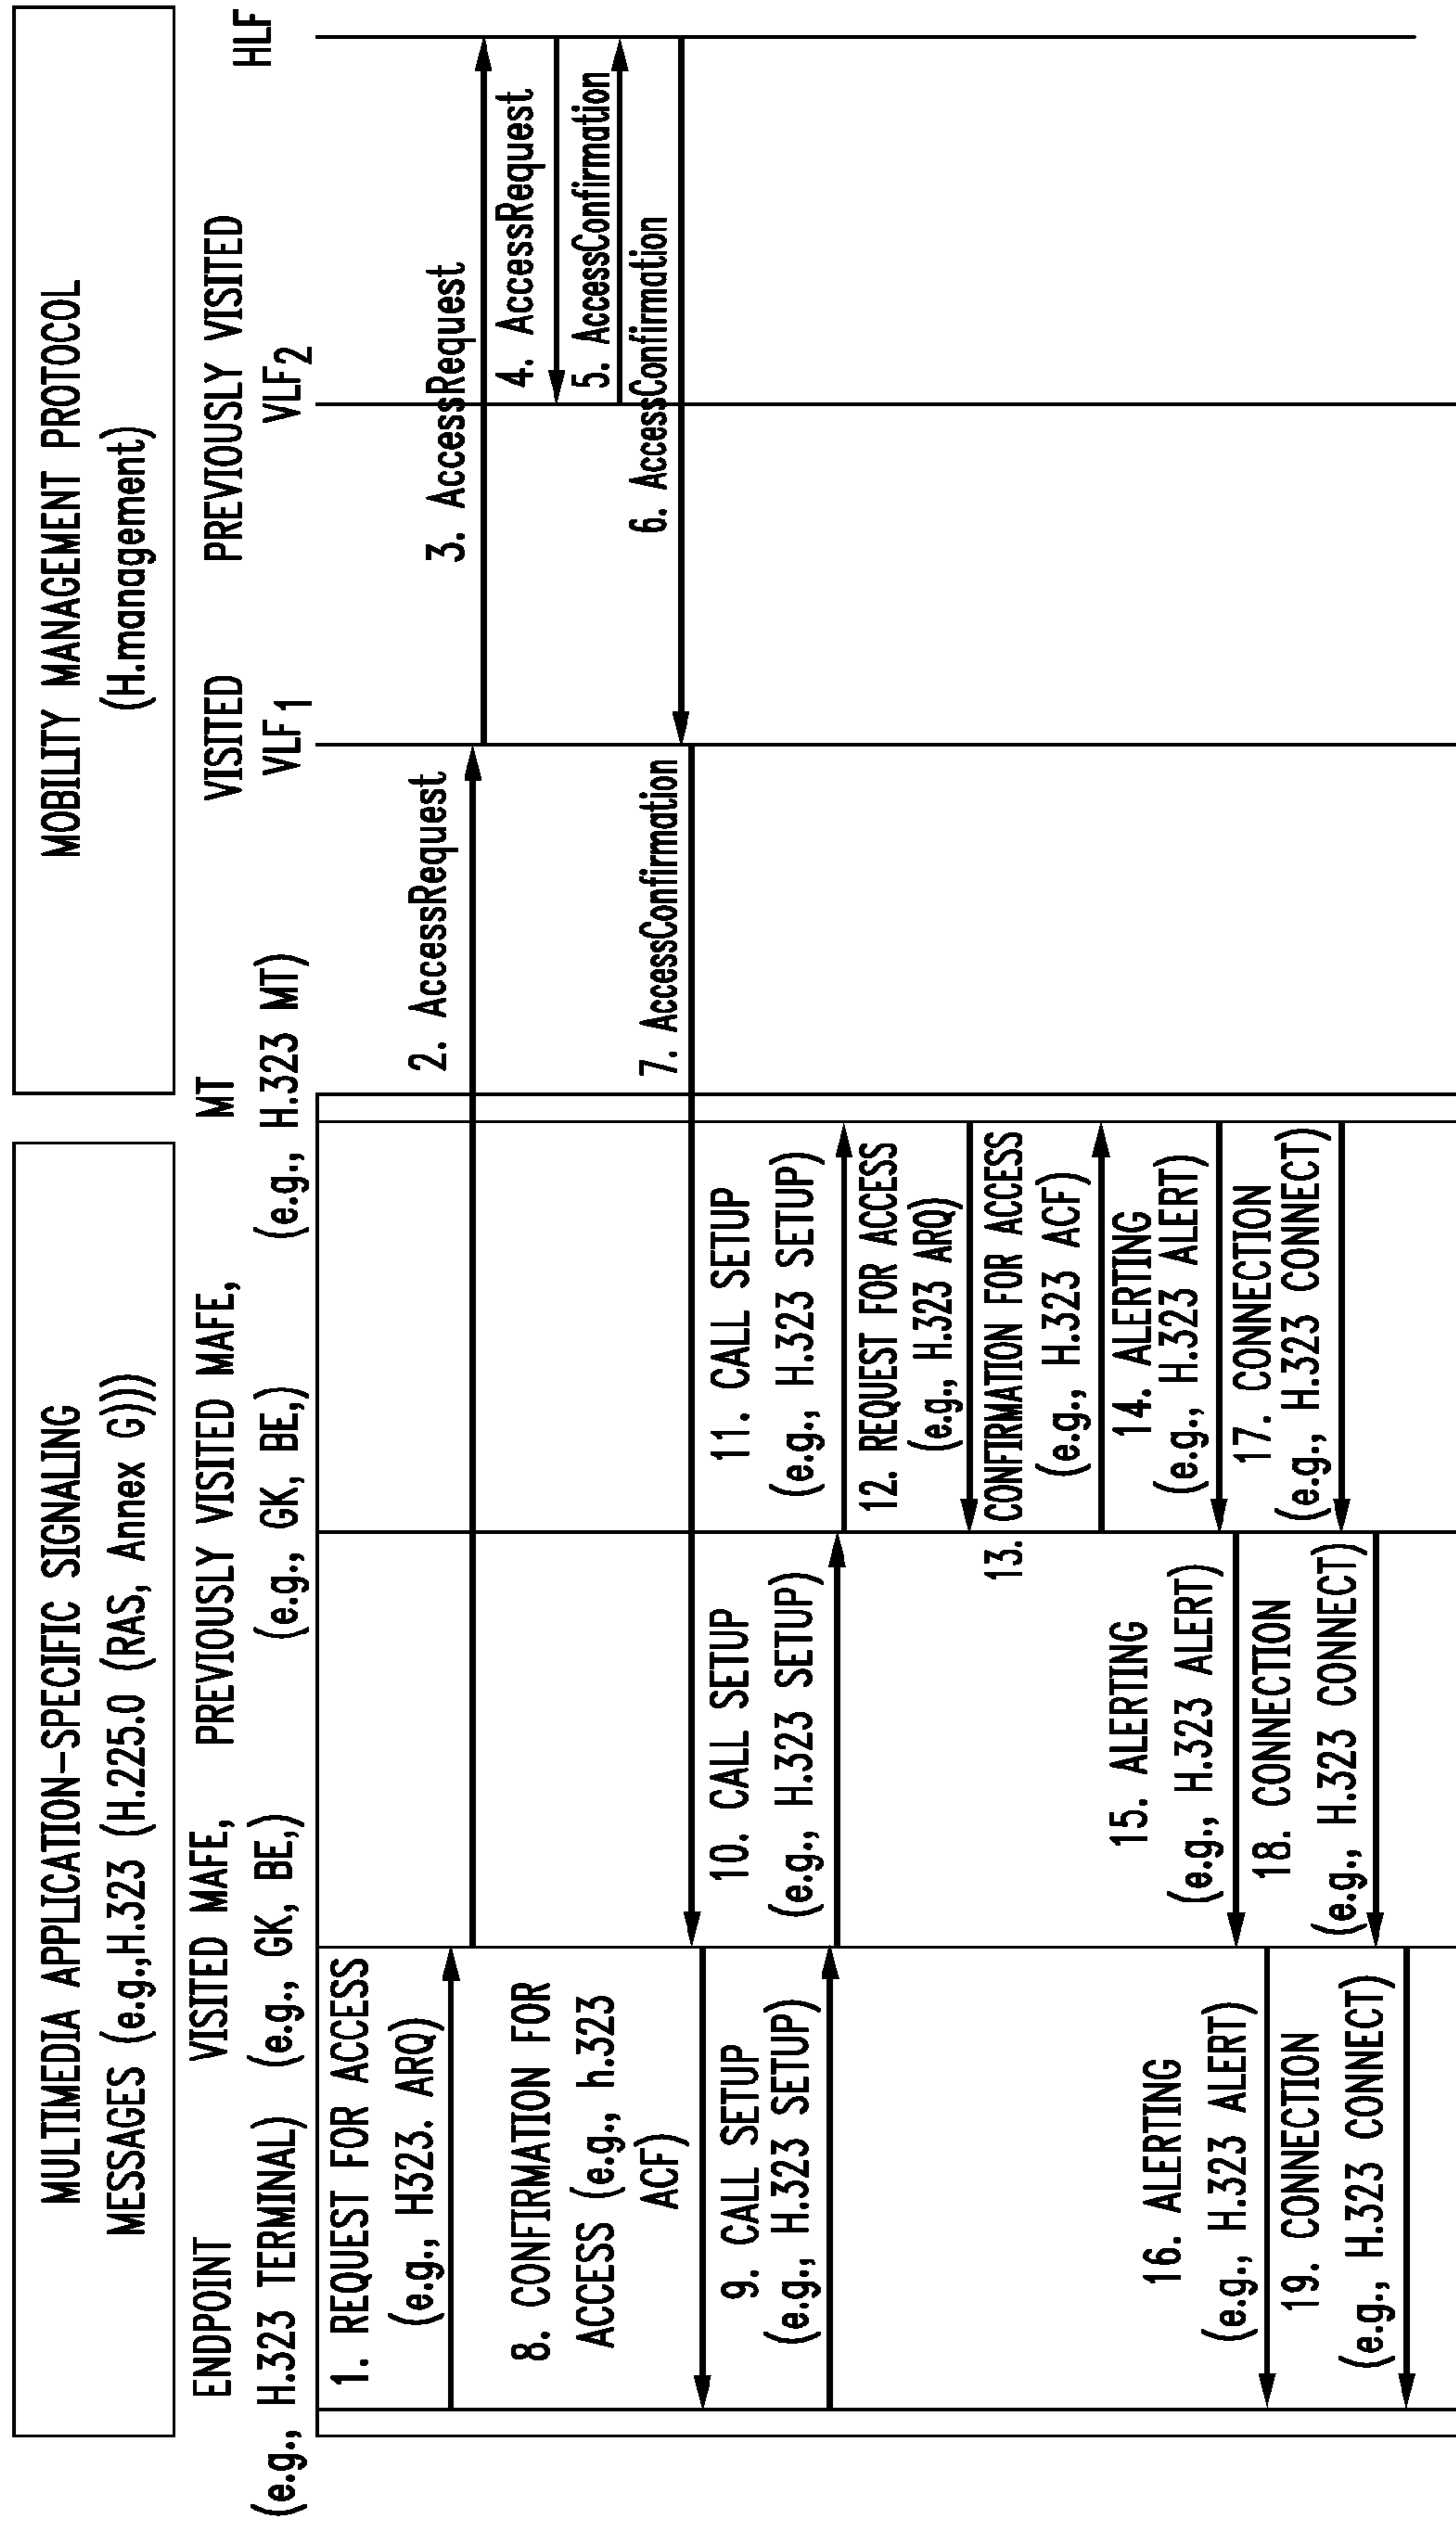 MULTIMEDIA APPLICATION-SPECIFIC SIGNALING
MESSAGES (e.g.,H.323 (H.225.0 (RAS, Annex G)))
MOBILITY MANAGEMENT PROTOCOL
(H.management)
ENDPOINT
(e.g., H.323 TERMINAL)
VISITED MAFE,
(e.g., GK, BE,)
PREVIOUSLY VISITED MAFE,
(e.g., GK, BE,)
MT
(e.g., H.323 MT)
VISITED
VLF1
PREVIOUSLY VISITED
VLF2
HLF
1. REQUEST FOR ACCESS
(e.g., H323. ARQ)
2. AccessRequest
3. AccessRequest
4. AccessRequest
5. AccessConfirmation
6. AccessConfirmation
7. AccessConfirmation
8. CONFIRMATION FOR
ACCESS (e.g., h.323
ACF)
9. CALL SETUP
(e.g., H.323 SETUP)
10. CALL SETUP
(e.g., H.323 SETUP)
11. CALL SETUP
(e.g., H.323 SETUP)
12. REQUEST FOR ACCESS
(e.g., H.323 ARQ)
13. CONFIRMATION FOR ACCESS
(e.g., H.323 ACF)
14. ALERTING
(e.g., H.323 ALERT)
15. ALERTING
(e.g., H.323 ALERT)
16. ALERTING
(e.g., H.323 ALERT)
17. CONNECTION
(e.g., H.323 CONNECT)
18. CONNECTION
(e.g., H.323 CONNECT)
19. CONNECTION
(e.g., H.323 CONNECT)